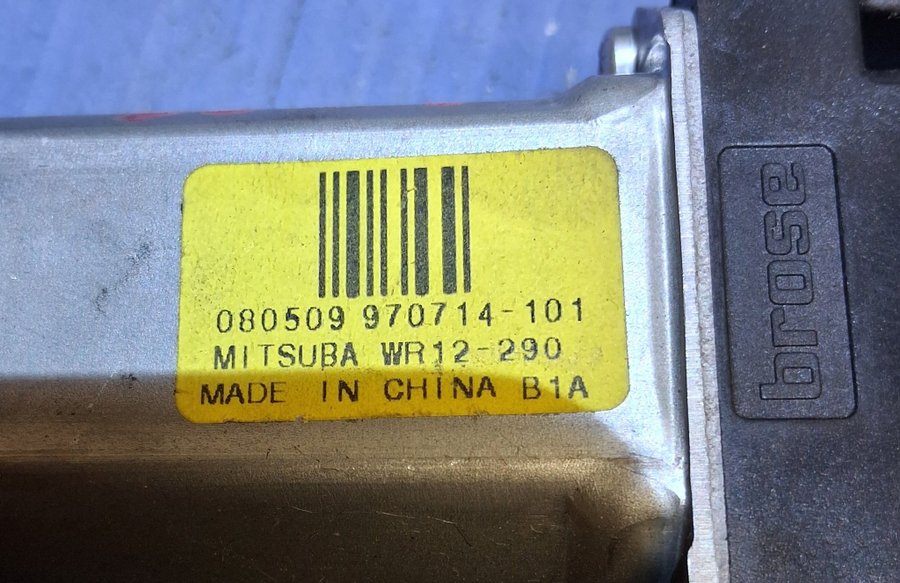 080509 970714-101
MITSUBA WR12-290
MADE IN CHINA B1A
brose